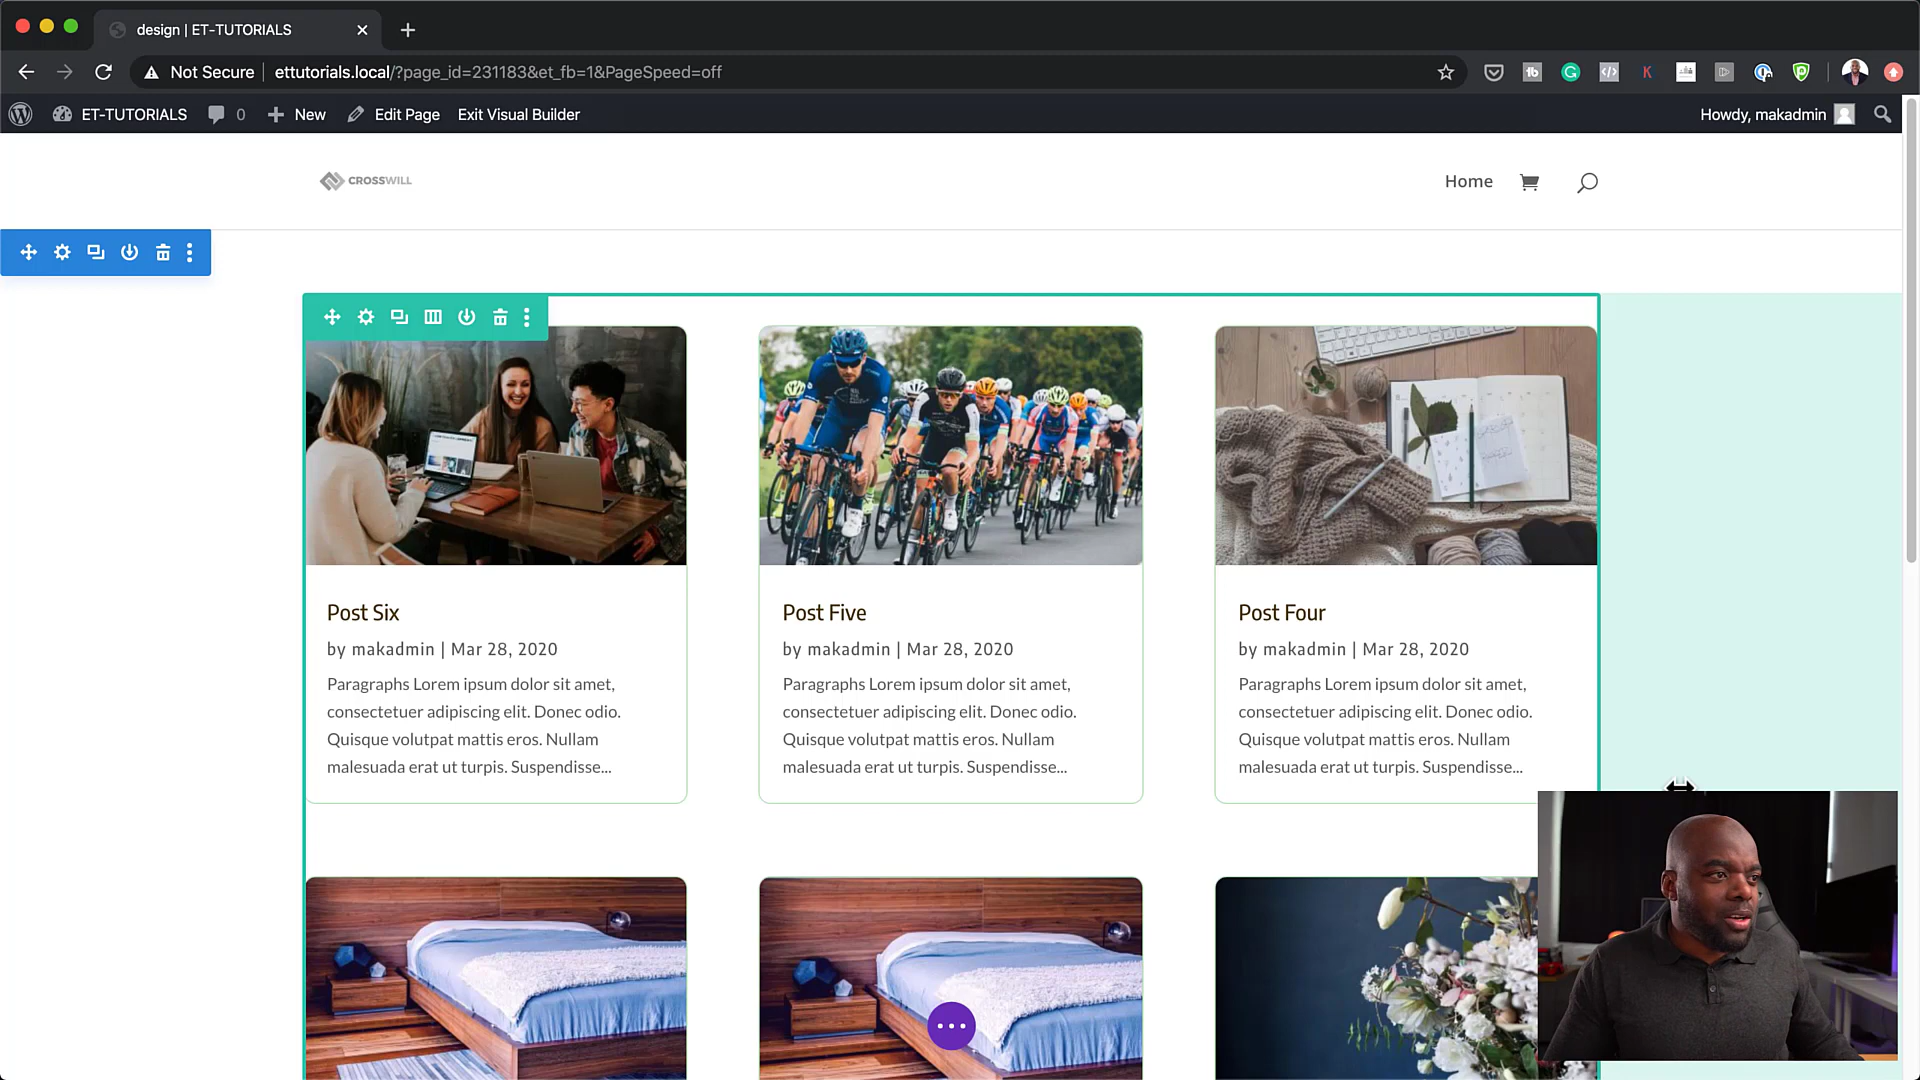 design | ET-TUTORIALS
Not Secure
ettutorials.local/?page_id=231183&et_fb=1&PageSpeed=off
ET-TUTORIALS
0
New
Edit Page
Exit Visual Builder
Howdy, makadmin
CROSSWILL
Home
Post Six
by makadmin | Mar 28, 2020
Paragraphs Lorem ipsum dolor sit amet,
consectetuer adipiscing elit. Donec odio.
Quisque volutpat mattis eros. Nullam
malesuada erat ut turpis. Suspendisse...
Post Five
by makadmin | Mar 28, 2020
Paragraphs Lorem ipsum dolor sit amet,
consectetuer adipiscing elit. Donec odio.
Quisque volutpat mattis eros. Nullam
malesuada erat ut turpis. Suspendisse...
Post Four
by makadmin | Mar 28, 2020
Paragraphs Lorem ipsum dolor sit amet,
consectetuer adipiscing elit. Donec odio.
Quisque volutpat mattis eros. Nullam
malesuada erat ut turpis. Suspendisse...